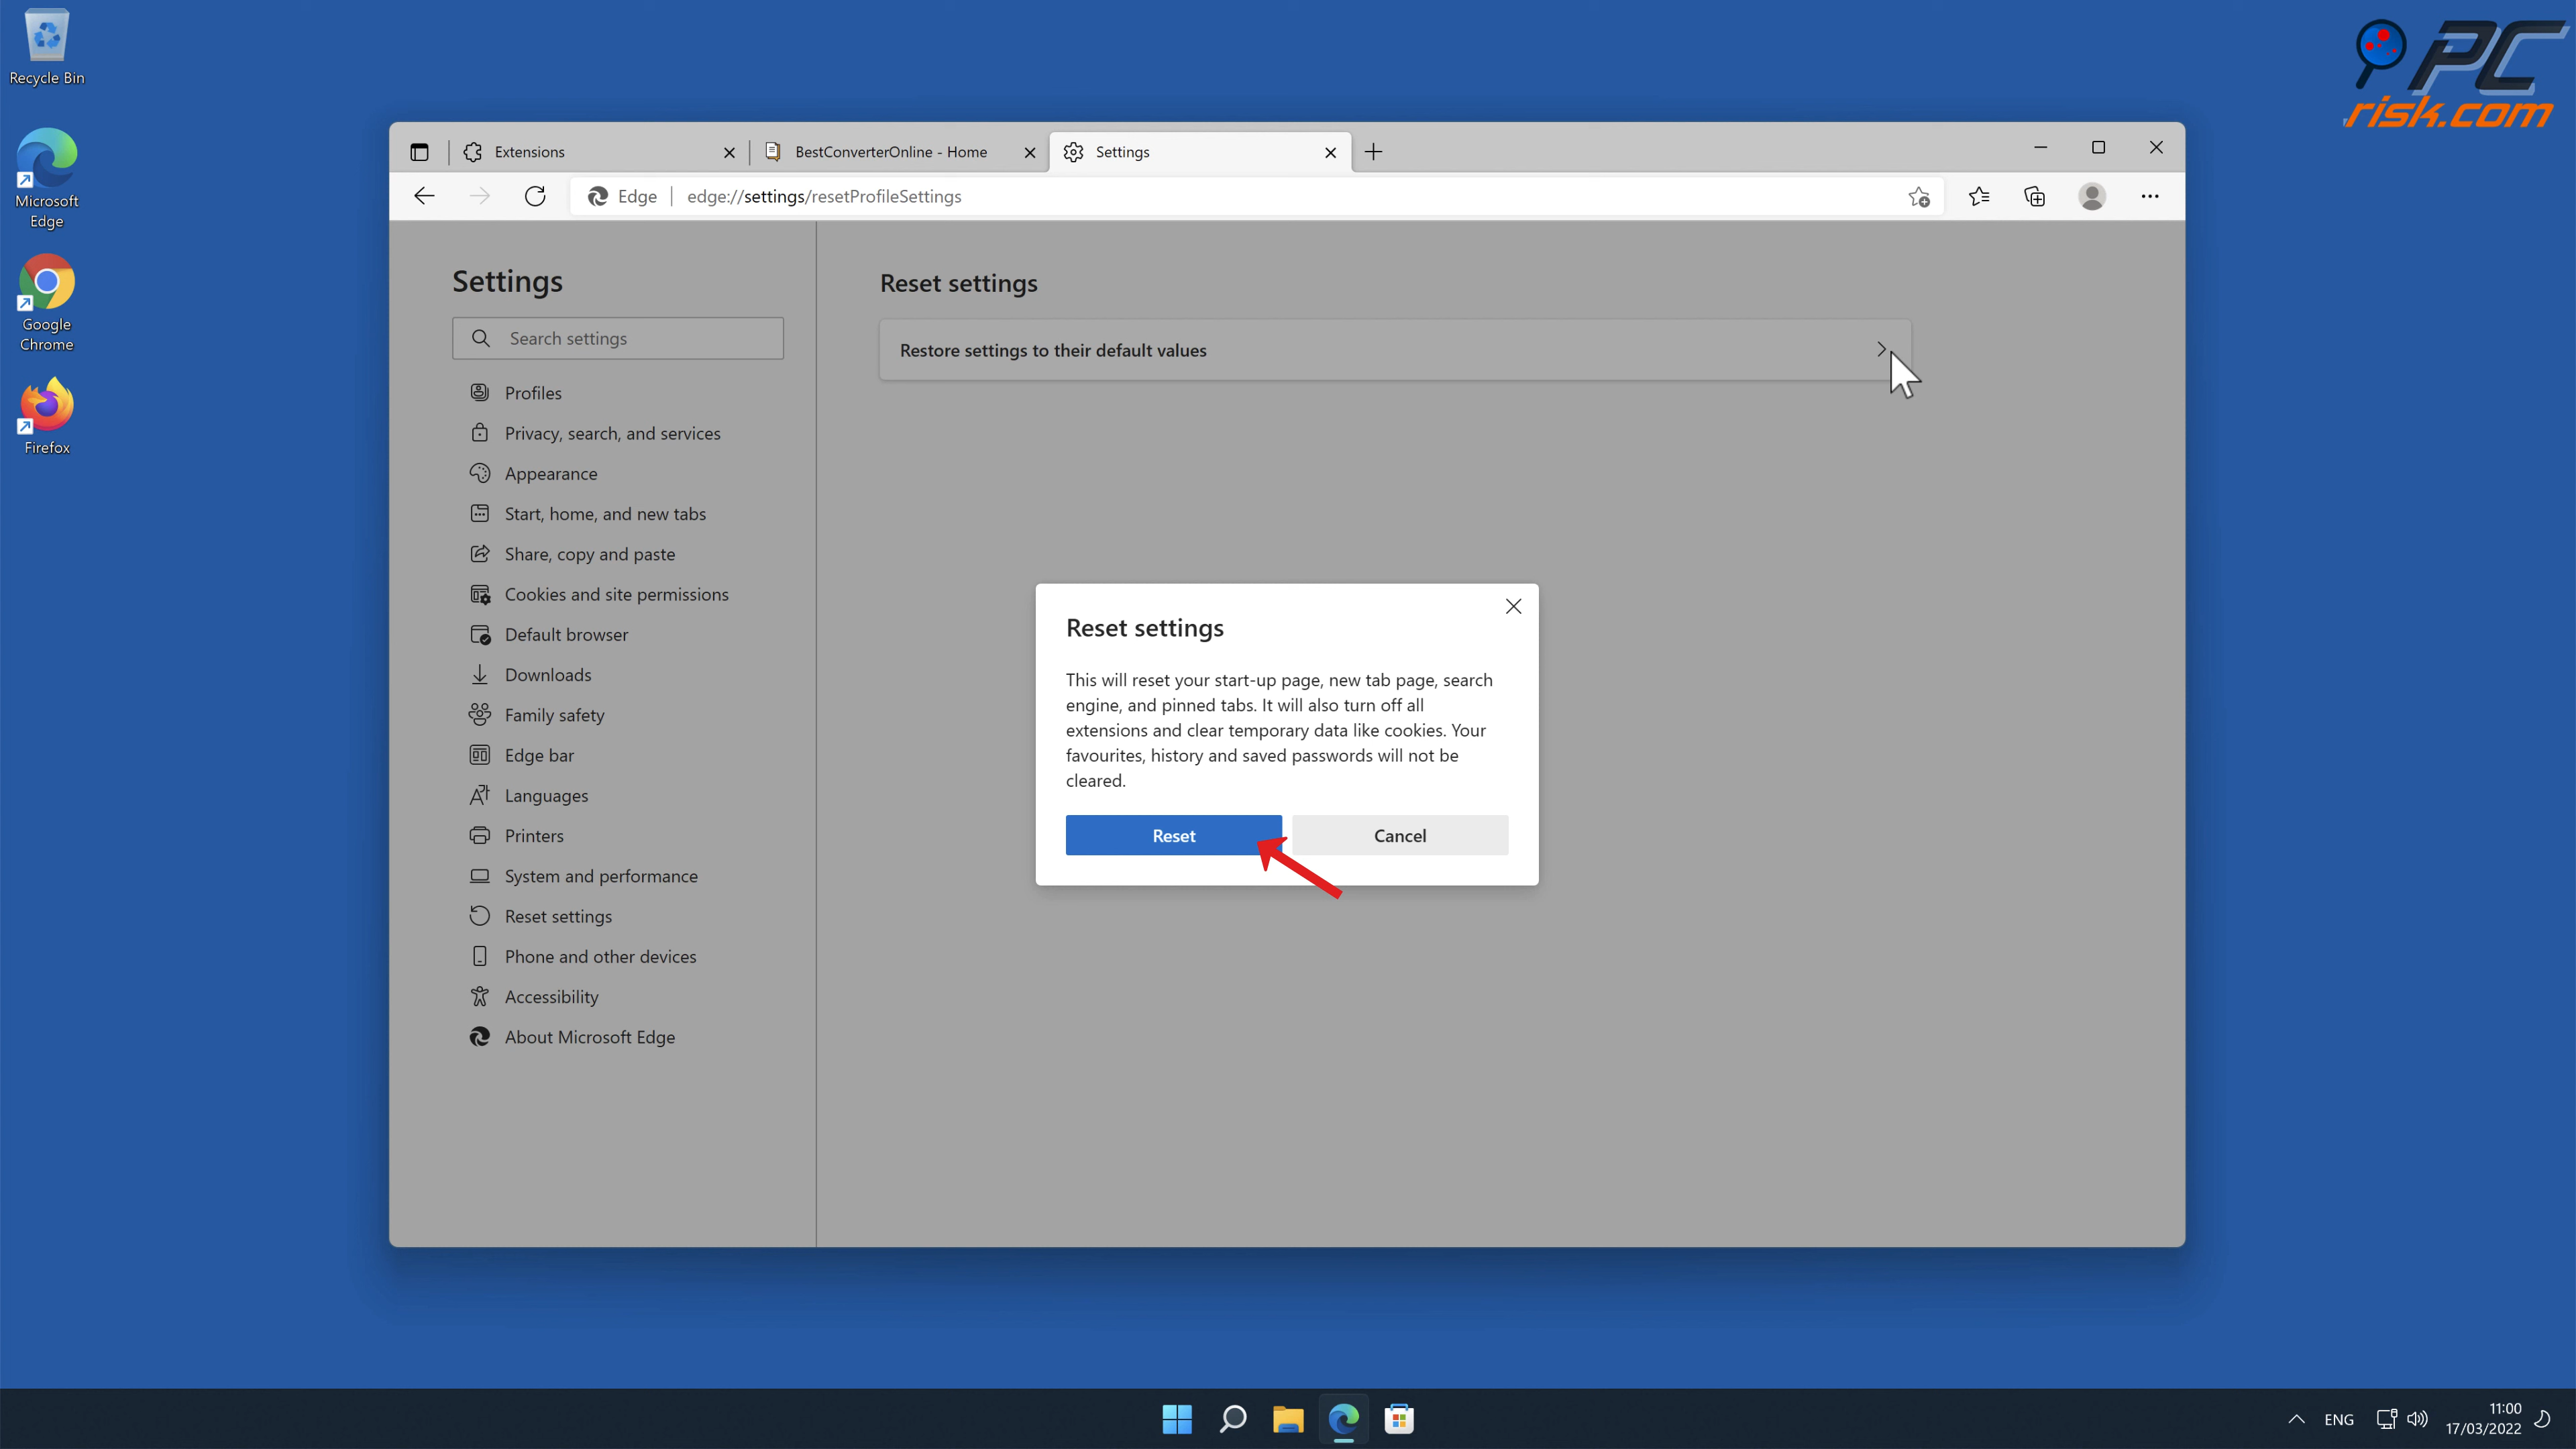 Recycle Bin
Microsoft
Edge
Google
Chrome
Firefox
PC
risk.com
Extensions
BestConverterOnline - Home
Settings
Edge
edge://settings/resetProfileSettings
Settings
Search settings
Profiles
Privacy, search, and services
Appearance
Start, home, and new tabs
Share, copy and paste
Cookies and site permissions
Default browser
Downloads
Family safety
Edge bar
Languages
Printers
System and performance
Reset settings
Phone and other devices
Accessibility
About Microsoft Edge
Reset settings
Restore settings to their default values
Reset settings
This will reset your start-up page, new tab page, search
engine, and pinned tabs. It will also turn off all
extensions and clear temporary data like cookies. Your
favourites, history and saved passwords will not be
cleared.
Reset
Cancel
ENG
11:00
17/03/2022